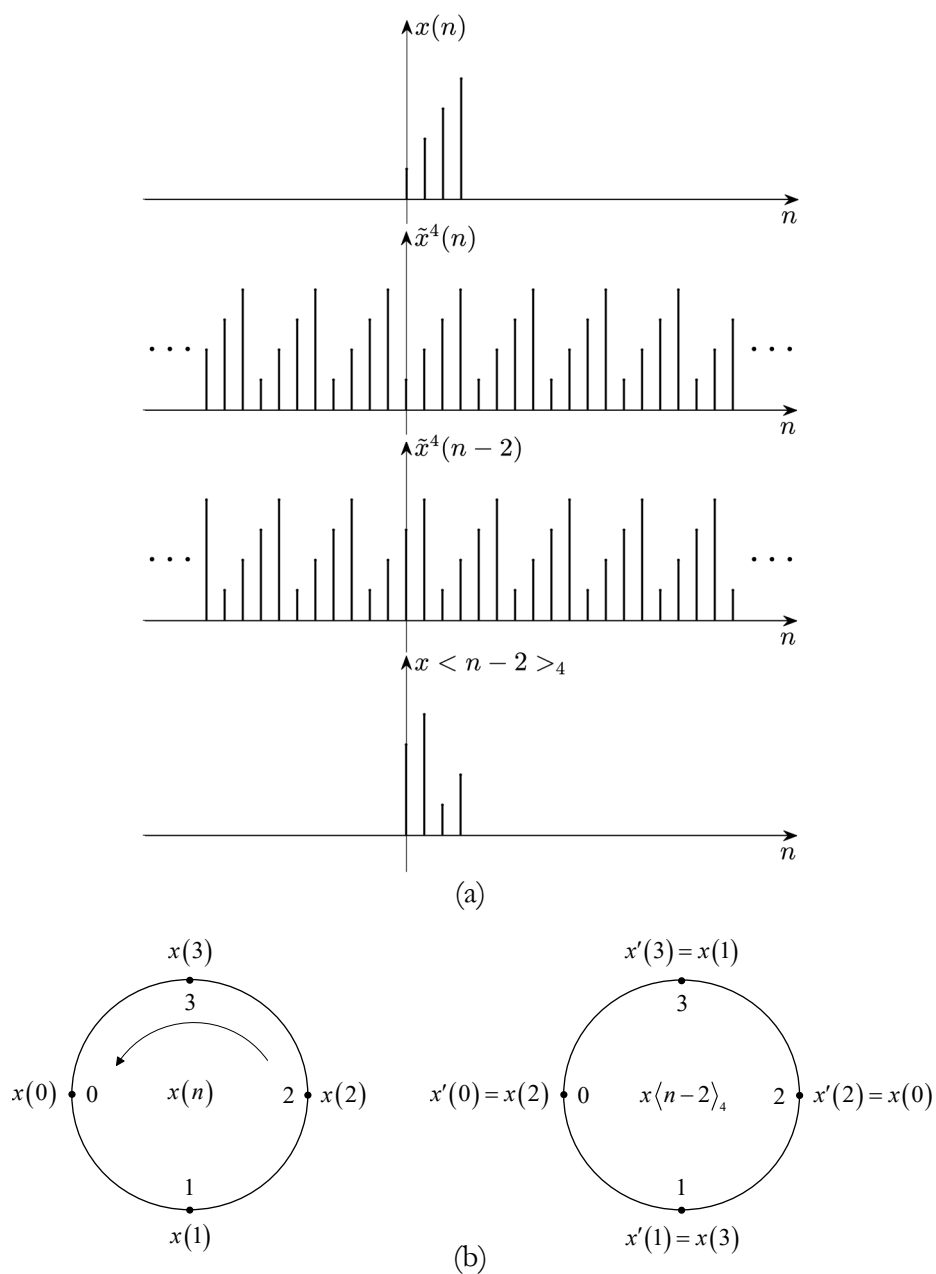 x(n)
n
x̃⁴(n)
. . .
. . .
n
x̃⁴(n − 2)
. . .
. . .
n
x < n − 2 >₄
n
(a)
x(3)
3
x(0) 0 x(n) 2 x(2)
1
x(1)
x′(3) = x(1)
3
x′(0) = x(2) 0 x⟨n−2⟩₄ 2 x′(2) = x(0)
1
x′(1) = x(3)
(b)